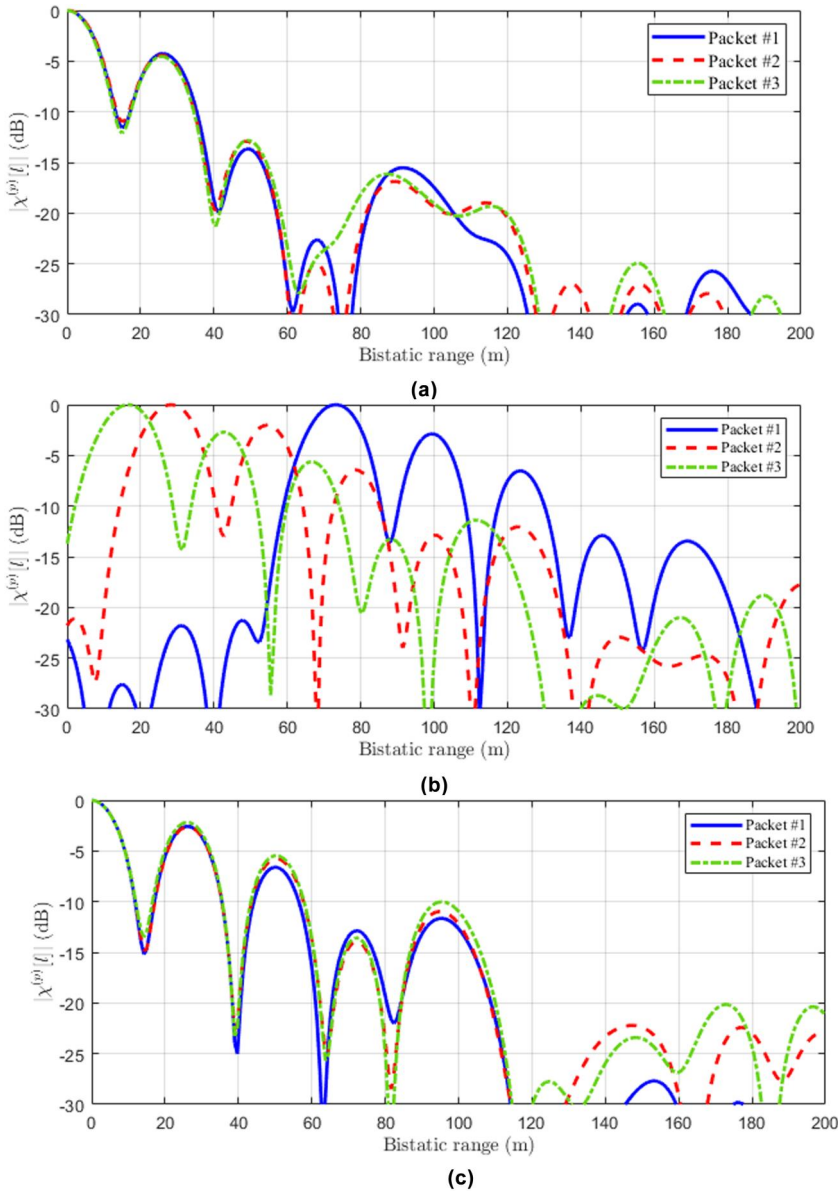 0
-5
-10
-15
-20
-25
-30
|χ^(p)[l]| (dB)
Packet #1
Packet #2
Packet #3
0 20 40 60 80 100 120 140 160 180 200
Bistatic range (m)
(a)
0
-5
-10
-15
-20
-25
-30
|χ^(p)[l]| (dB)
Packet #1
Packet #2
Packet #3
0 20 40 60 80 100 120 140 160 180 200
Bistatic range (m)
(b)
0
-5
-10
-15
-20
-25
-30
|χ^(p)[l]| (dB)
Packet #1
Packet #2
Packet #3
0 20 40 60 80 100 120 140 160 180 200
Bistatic range (m)
(c)